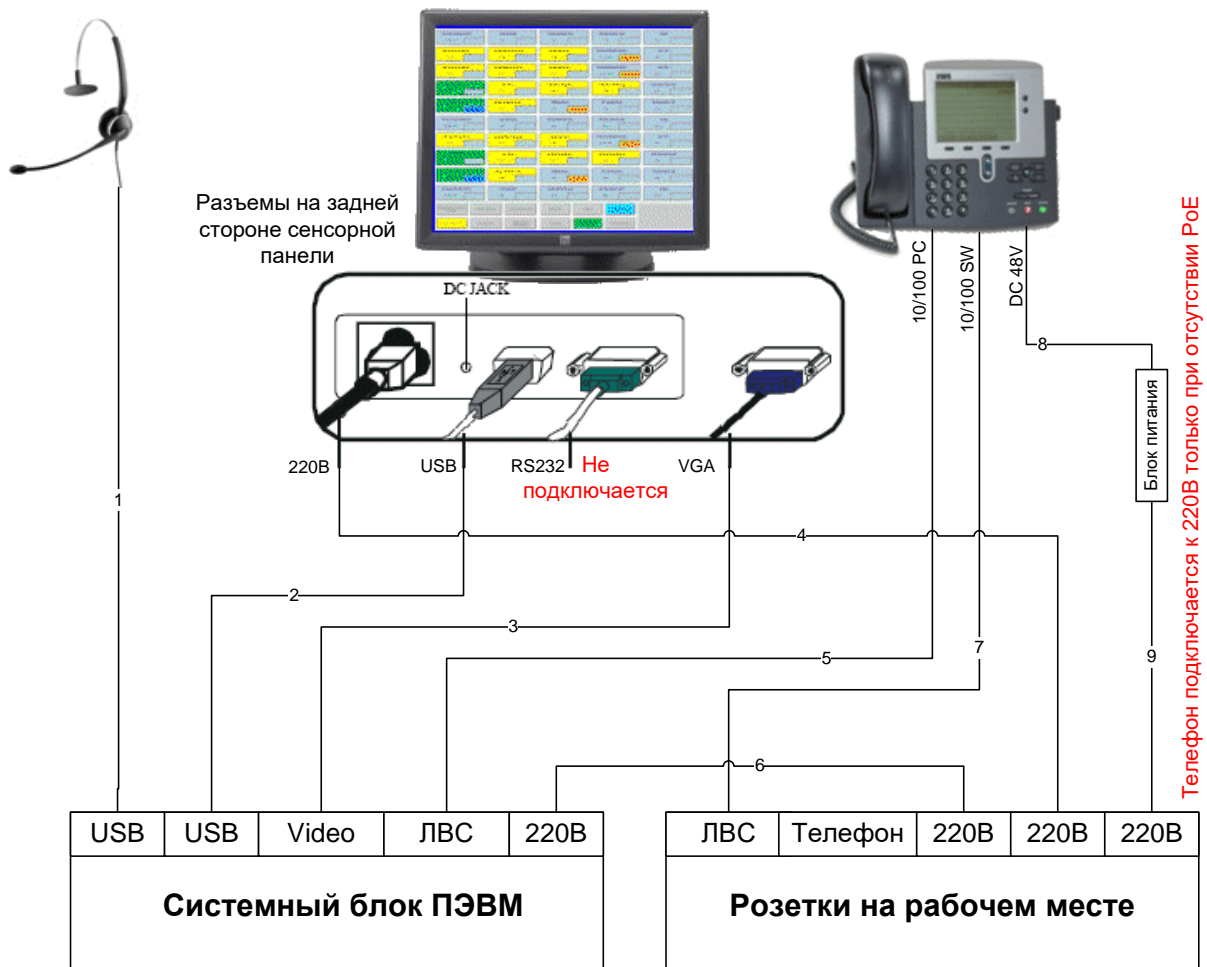 Разъемы на задней
стороне сенсорной
панели
DC JACK
220В
USB
RS232
Не
подключается
VGA
10/100 PC
10/100 SW
DC 48V
8
Блок питания
Телефон подключается к 220В только при отсутствии PoE
1
4
2
3
5
7
9
6
USB
USB
Video
ЛВС
220В
ЛВС
Телефон
220В
220В
220В
Системный блок ПЭВМ
Розетки на рабочем месте